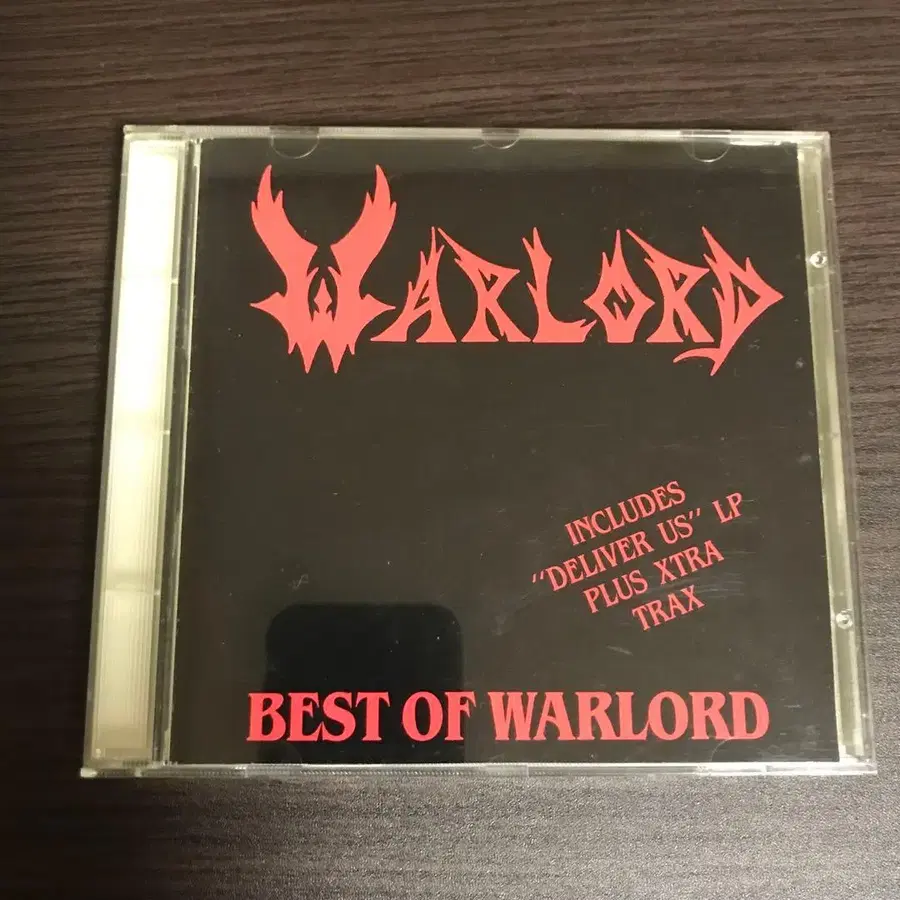 WARLORD
INCLUDES
"DELIVER US" LP
PLUS XTRA
TRAX
BEST OF WARLORD